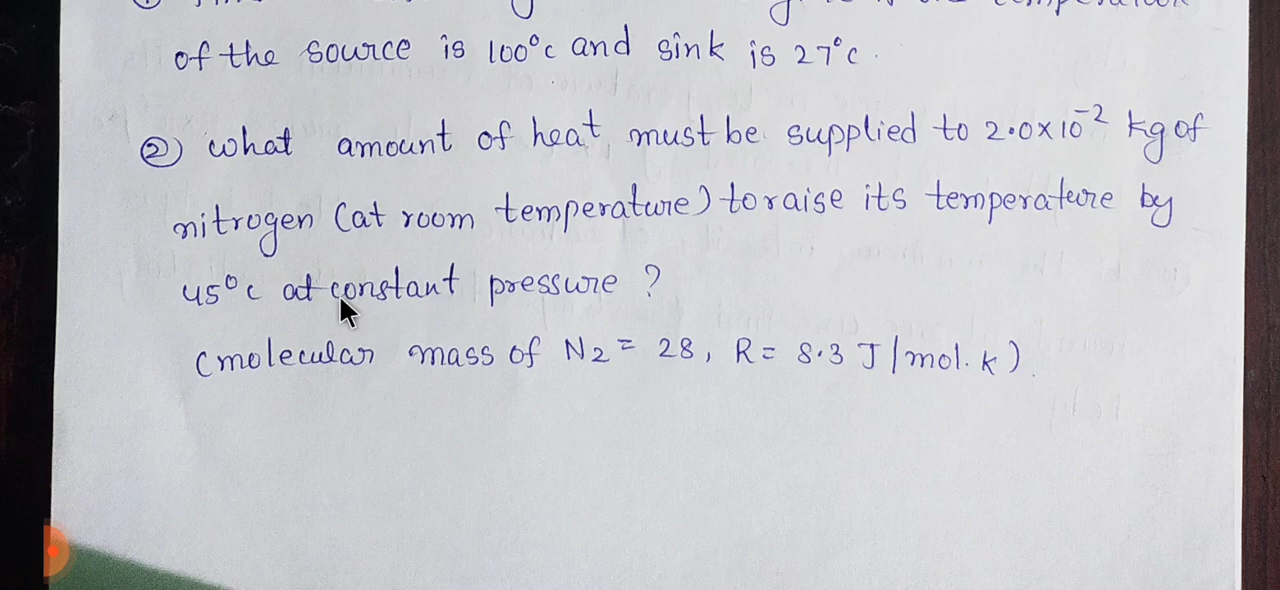 of the source is 100°c and sink is 27°c.
② what amount of heat must be supplied to 2.0x10⁻² kg of
nitrogen (at room temperature) to raise its temperature by
45°c at constant pressure ?
(molecular mass of N2 = 28, R = 8.3 J/mol.k).